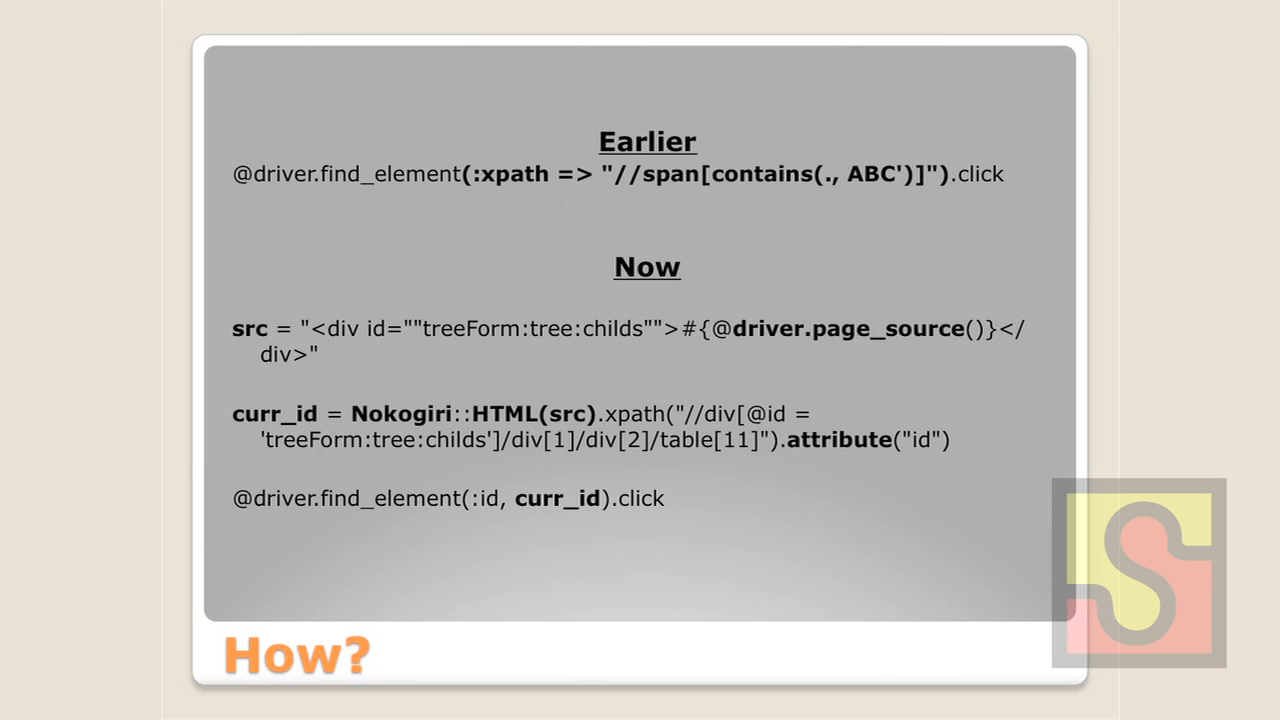 Earlier
@driver.find_element(:xpath => "//span[contains(., ABC')]").click
Now
src = "<div id=""treeForm:tree:childs"">#{@driver.page_source()}</
div>"
curr_id = Nokogiri::HTML(src).xpath("//div[@id =
'treeForm:tree:childs']/div[1]/div[2]/table[11]").attribute("id")
@driver.find_element(:id, curr_id).click
How?
S